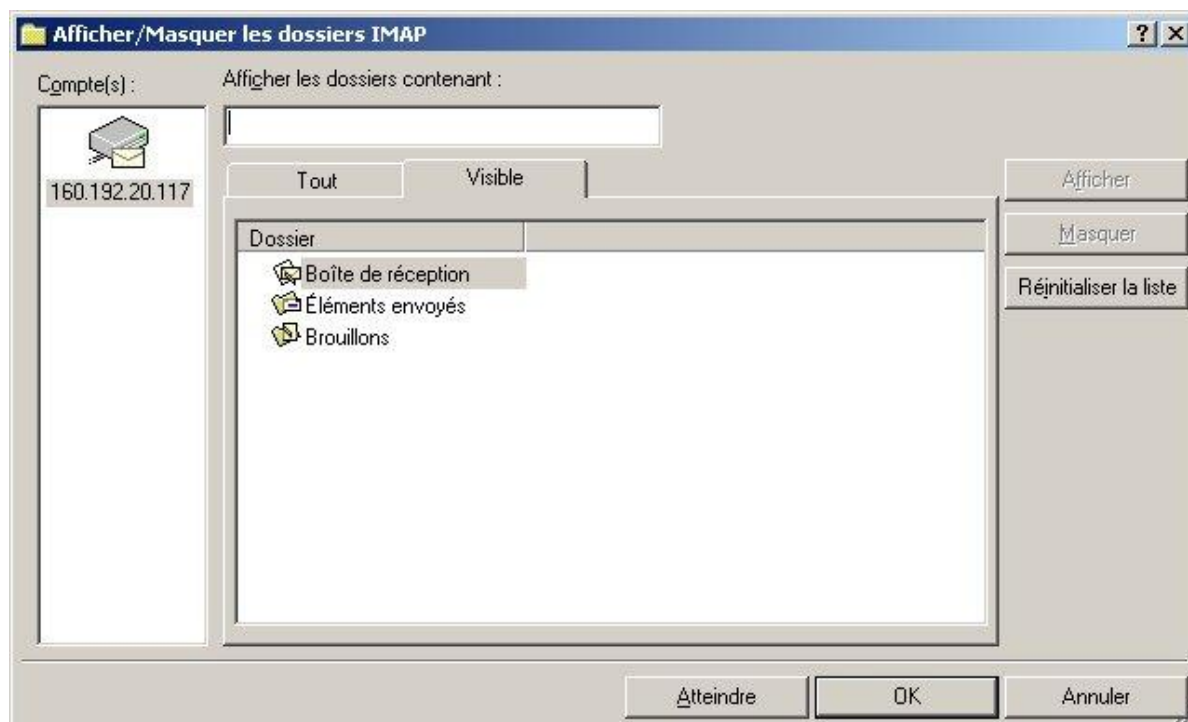 Afficher/Masquer les dossiers IMAP
Compte(s) :
Afficher les dossiers contenant :
160.192.20.117
Tout
Visible
Afficher
Dossier
Masquer
Boîte de réception
Réinitialiser la liste
Éléments envoyés
Brouillons
Atteindre
OK
Annuler